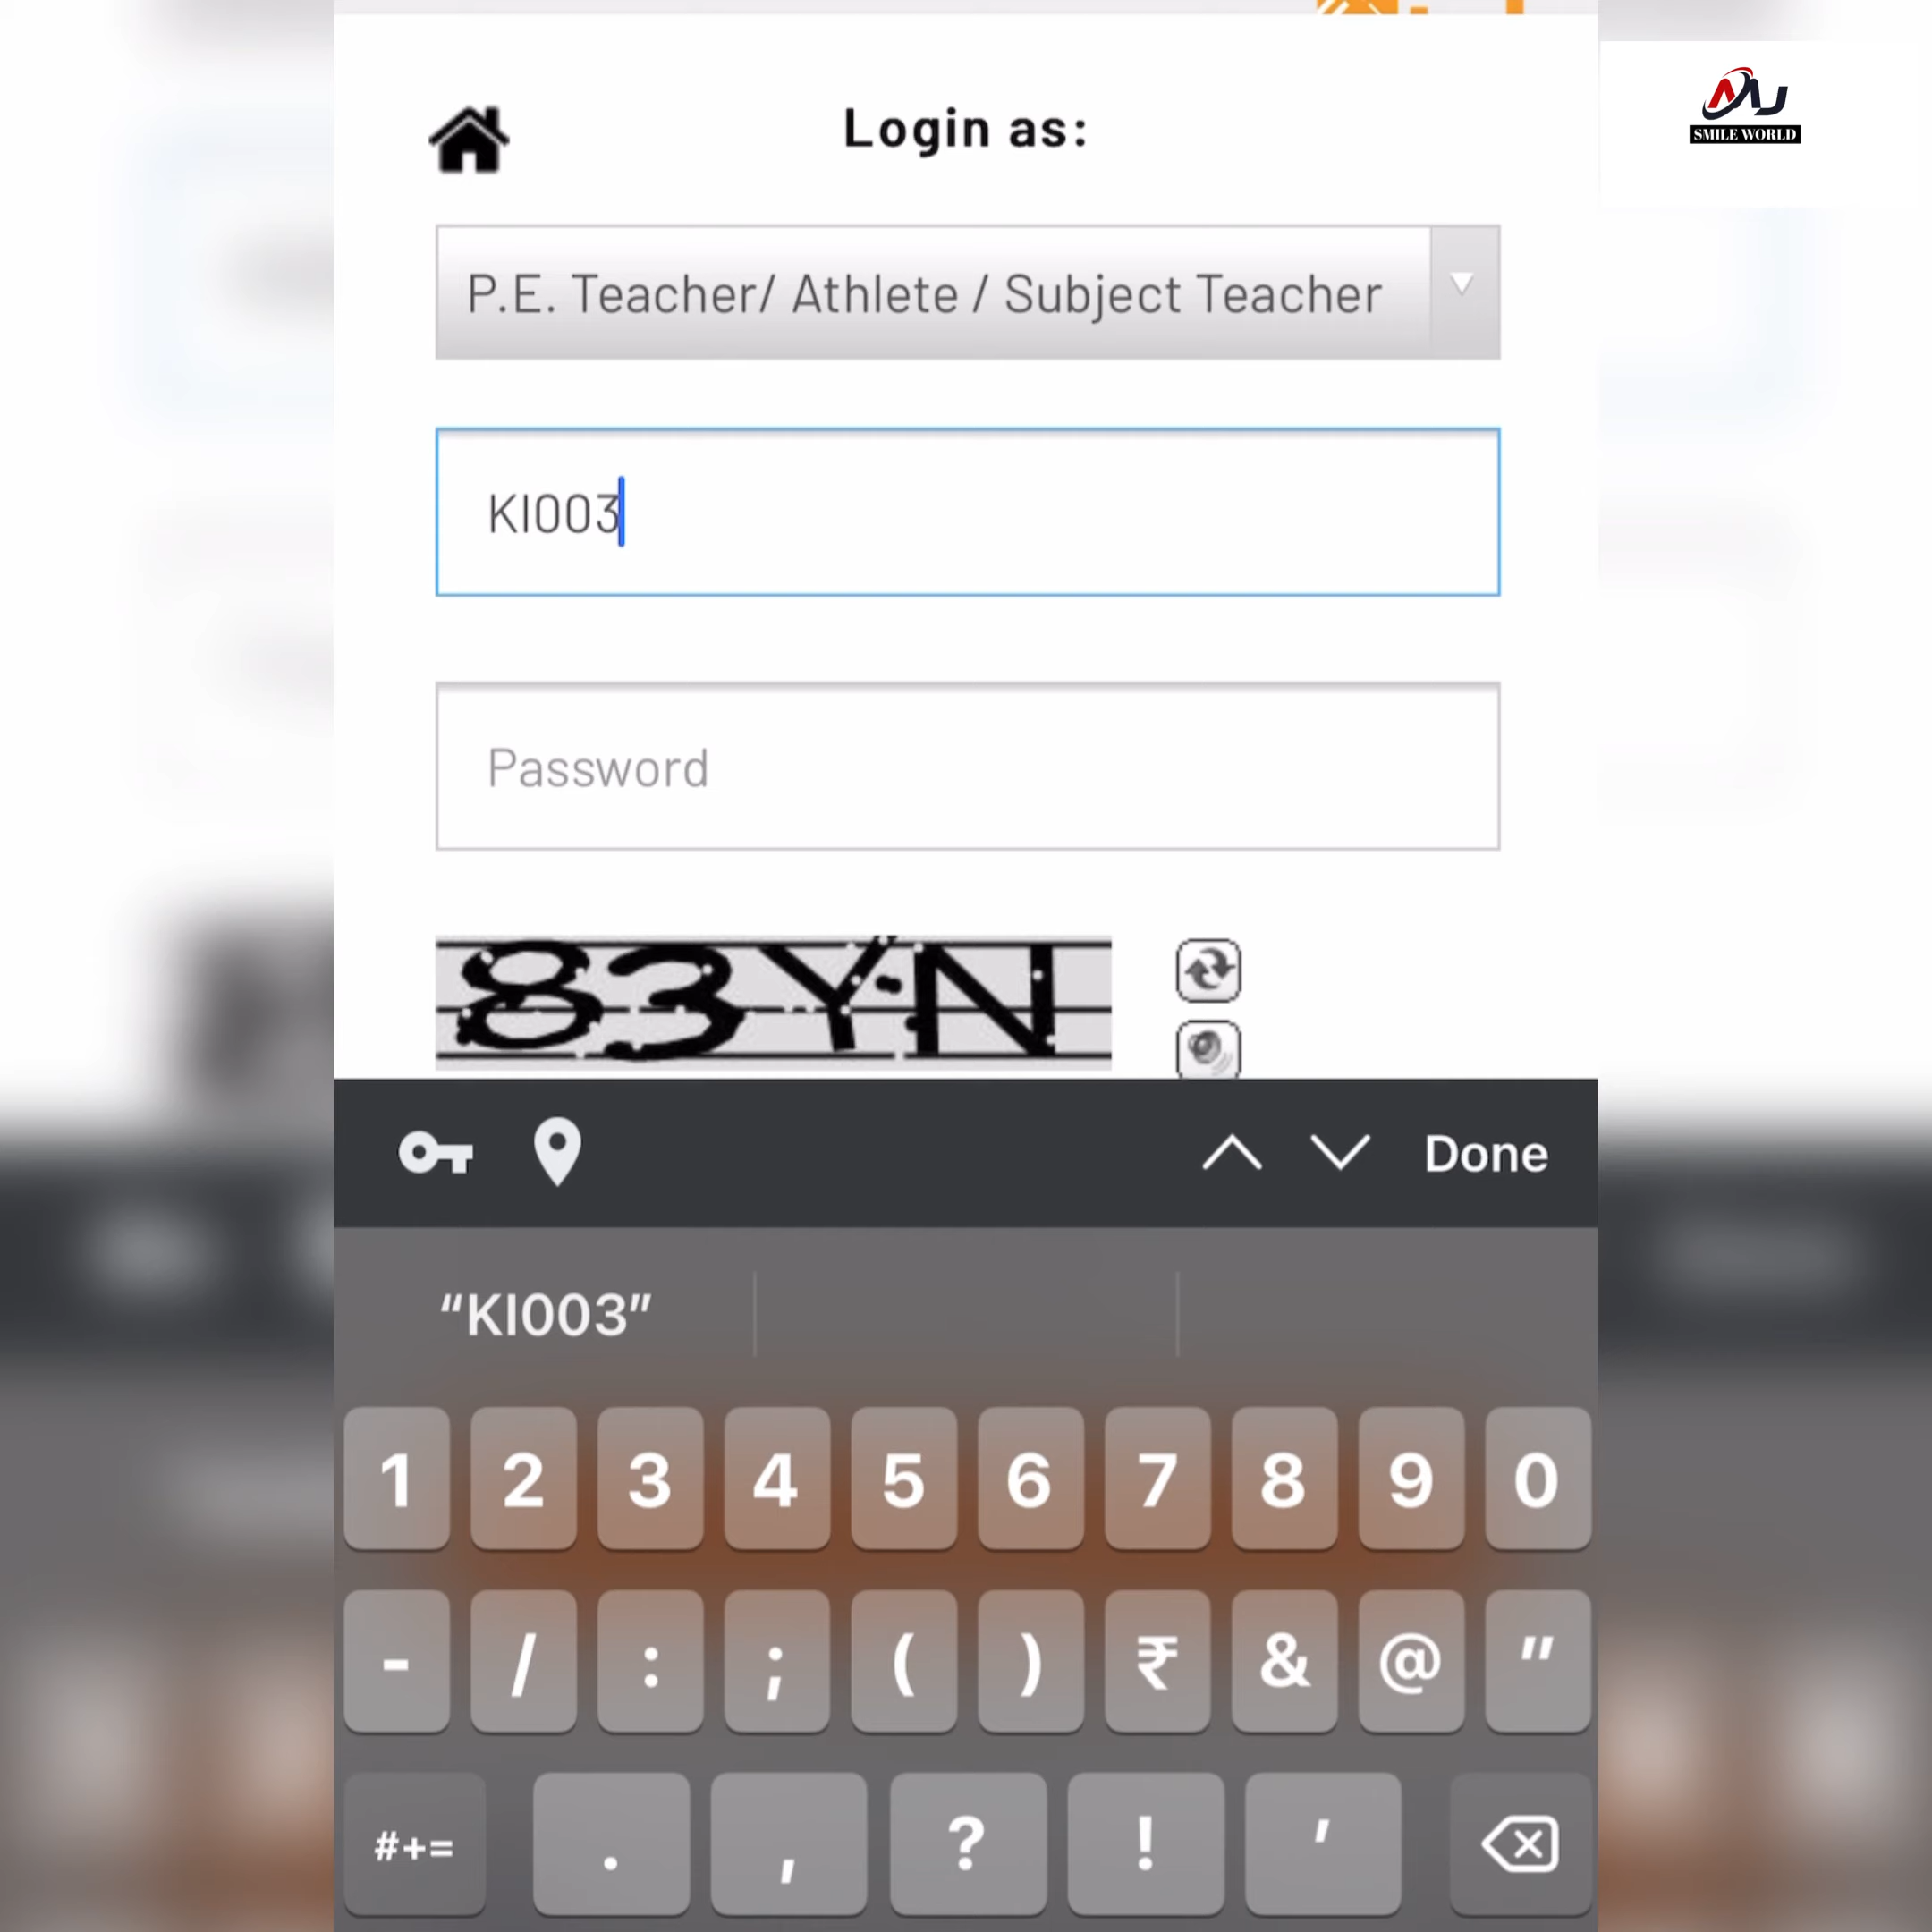 Login as:
SMILE WORLD
P.E. Teacher/ Athlete / Subject Teacher
KI003
Password
83YN
Done
“KI003”
1 2 3 4 5 6 7 8 9 0
- / : ; ( ) ₹ & @ "
#+= . , ? ! '